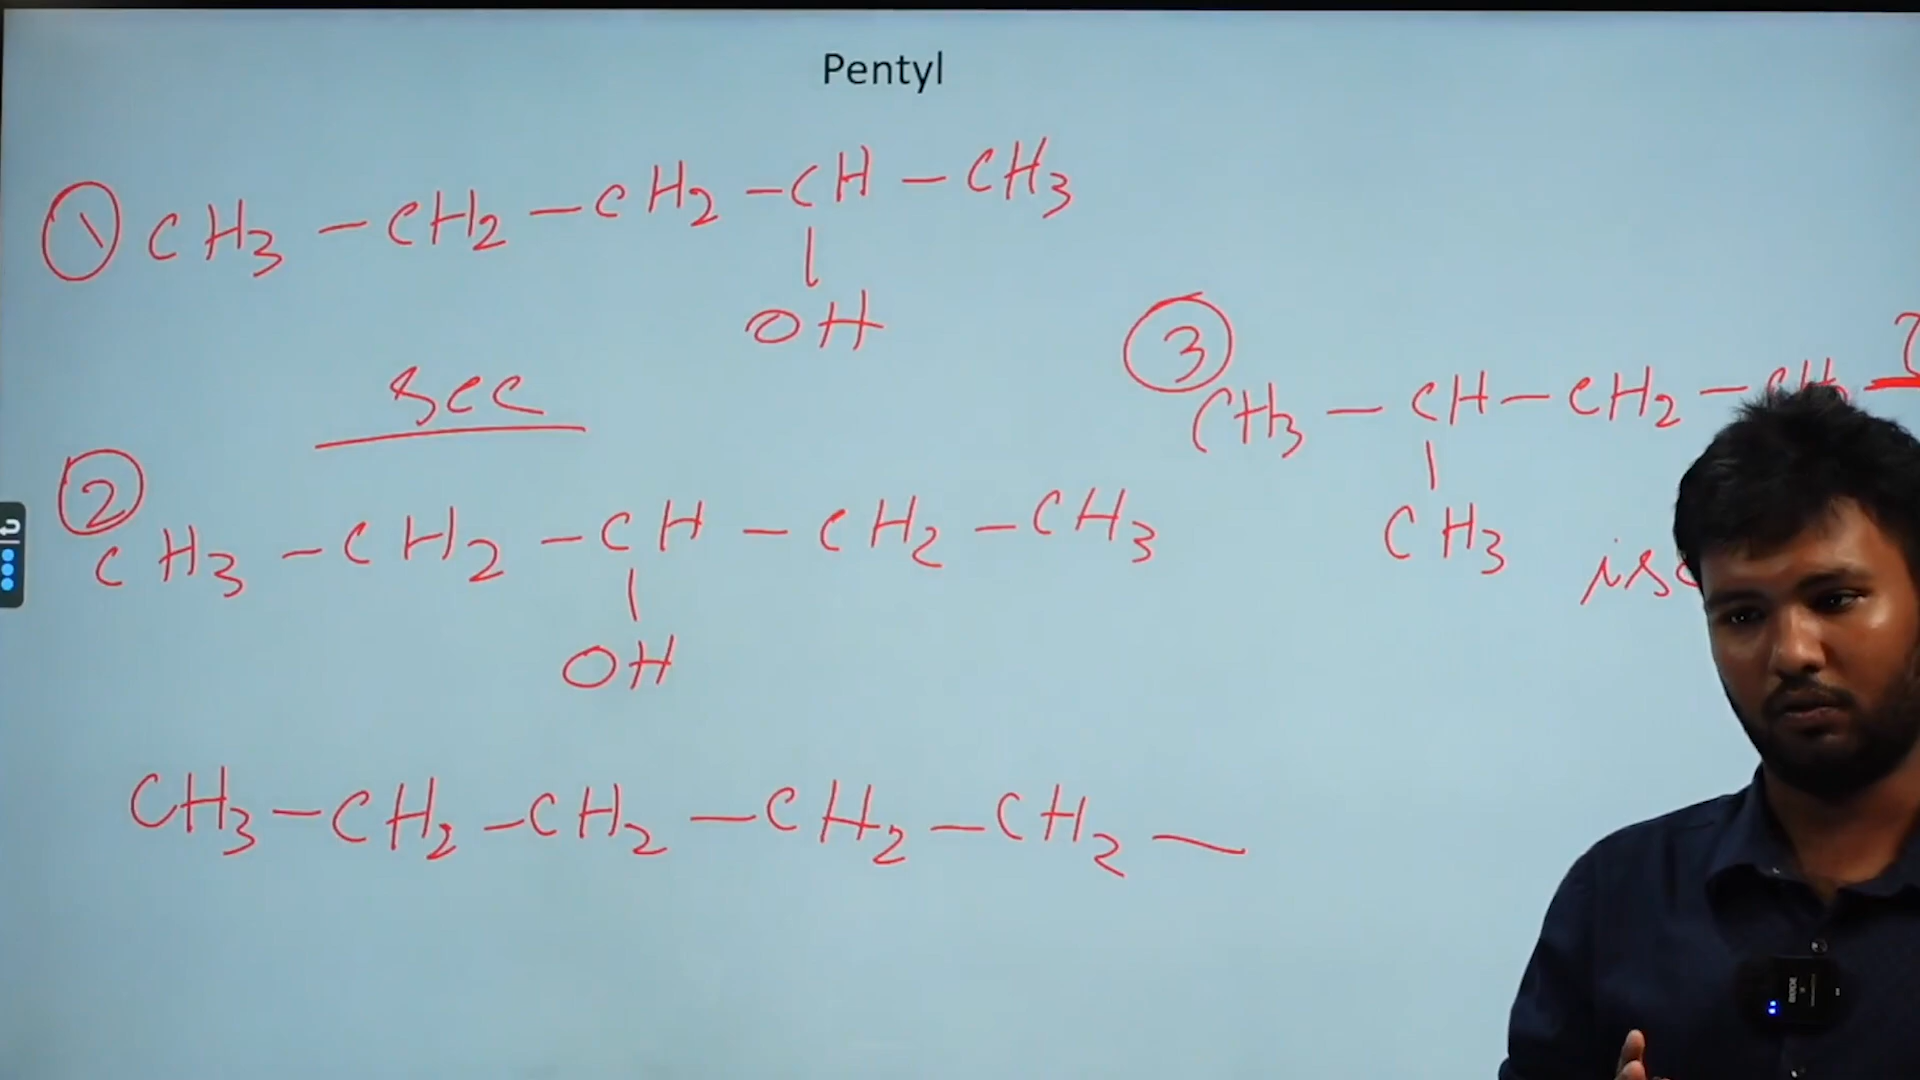 Pentyl
① CH3 – CH2 – CH2 – CH – CH3
|
OH
sec
② CH3 – CH2 – CH – CH2 – CH3
|
OH
CH3 – CH2 – CH2 – CH2 – CH2 –
③ CH3 – CH – CH2 –
|
CH3